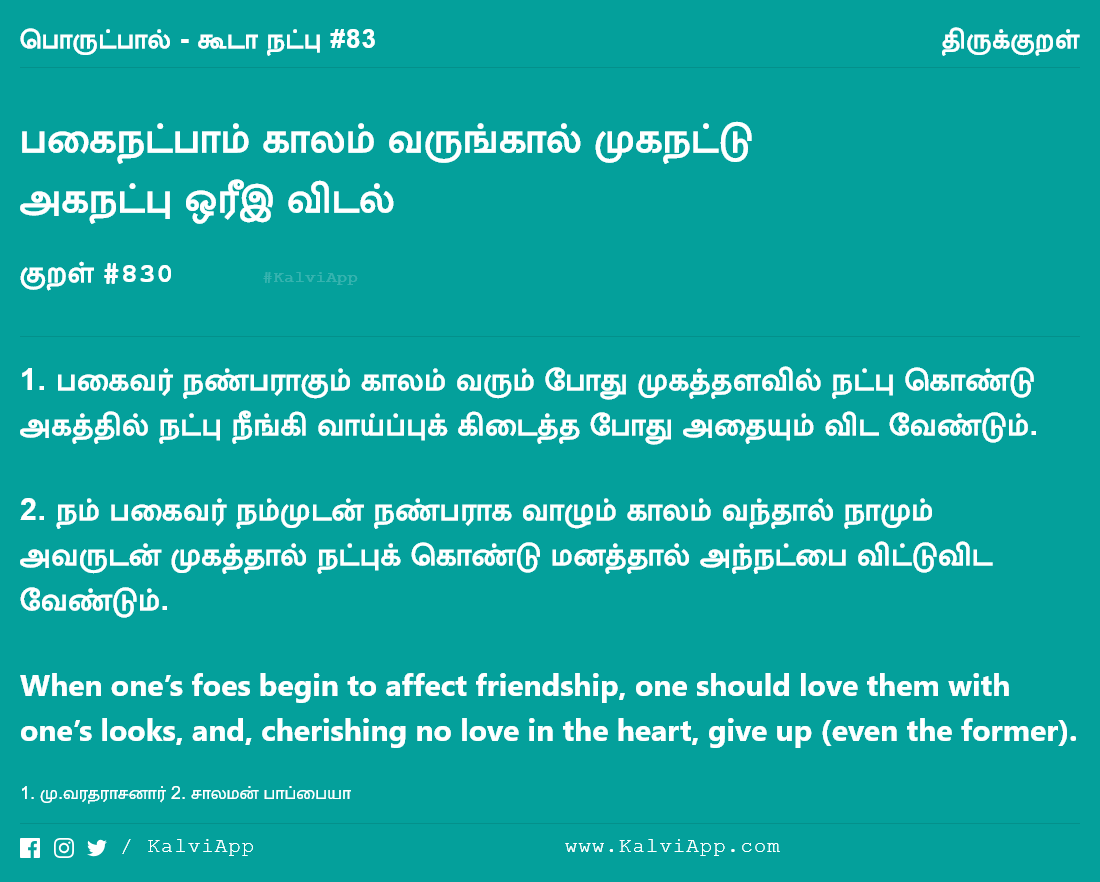 பொருட்பால் - கூடா நட்பு #83
திருக்குறள்
பகைநட்பாம் காலம் வருங்கால் முகநட்டு
அகநட்பு ஒரீஇ விடல்
குறள் #830
#KalviApp
1. பகைவர் நண்பராகும் காலம் வரும் போது முகத்தளவில் நட்பு கொண்டு
அகத்தில் நட்பு நீங்கி வாய்ப்புக் கிடைத்த போது அதையும் விட வேண்டும்.
2. நம் பகைவர் நம்முடன் நண்பராக வாழும் காலம் வந்தால் நாமும்
அவருடன் முகத்தால் நட்புக் கொண்டு மனத்தால் அந்நட்பை விட்டுவிட
வேண்டும்.
When one’s foes begin to affect friendship, one should love them with
one’s looks, and, cherishing no love in the heart, give up (even the former).
1. மு.வரதராசனார் 2. சாலமன் பாப்பையா
/ KalviApp
www.KalviApp.com